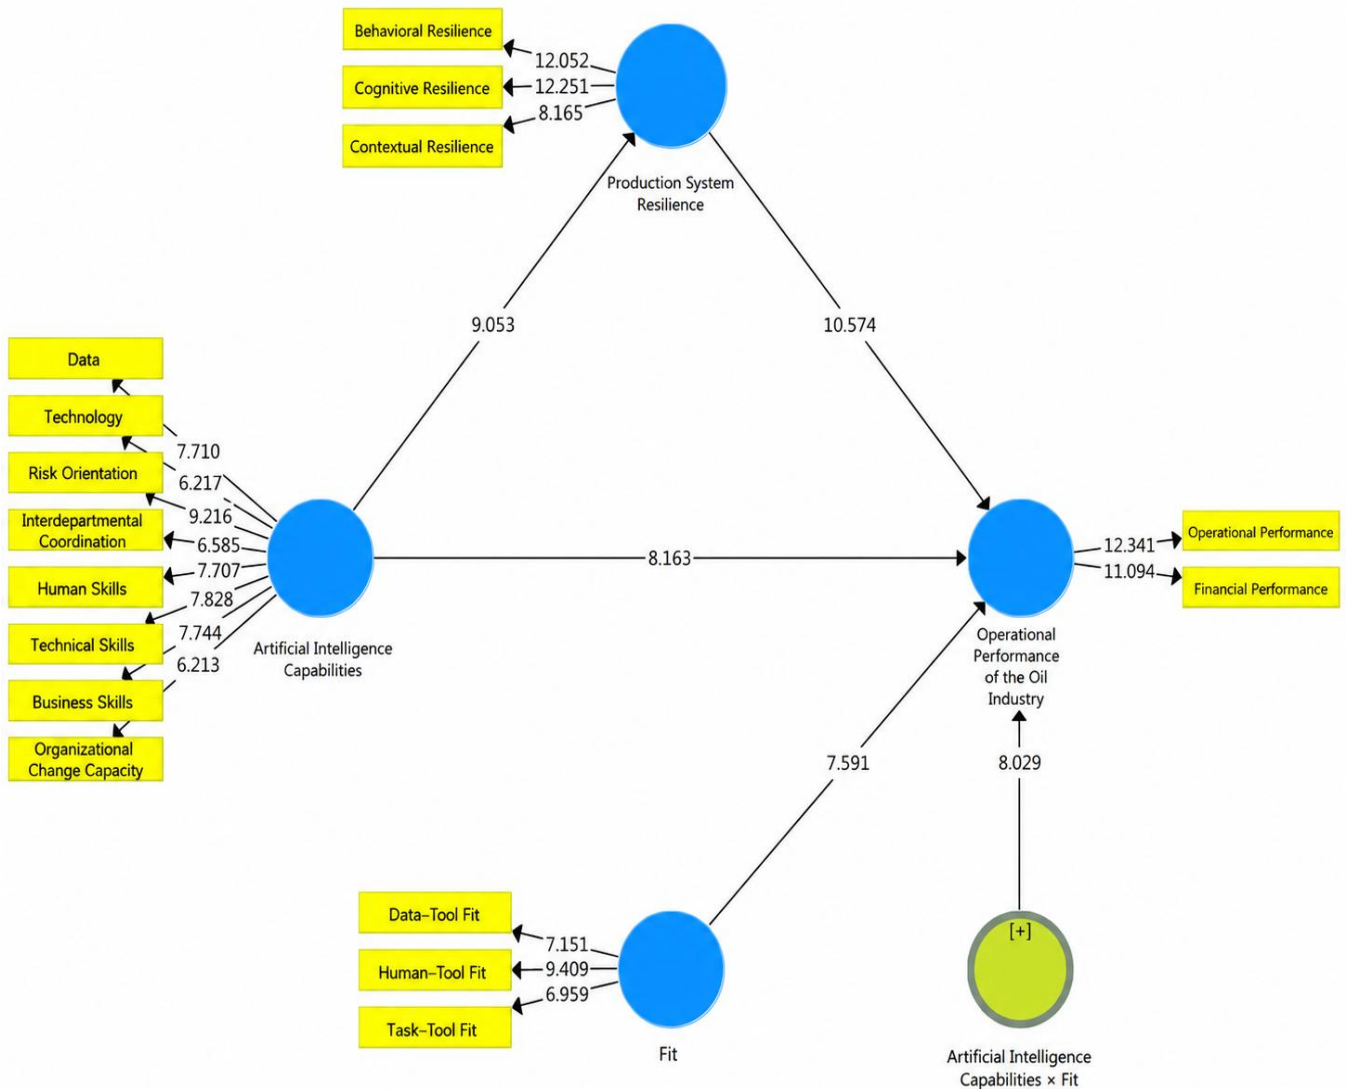 Behavioral Resilience
12.052
Cognitive Resilience
12.251
8.165
Contextual Resilience
Production System
Resilience
9.053
10.574
Data
Technology
7.710
Risk Orientation
6.217
9.216
Interdepartmental
Coordination
6.585
Human Skills
7.707
7.828
Technical Skills
7.744
6.213
Business Skills
Organizational
Change Capacity
Artificial Intelligence
Capabilities
8.163
12.341
Operational Performance
11.094
Financial Performance
Operational
Performance
of the Oil
Industry
7.591
8.029
Data–Tool Fit
7.151
Human–Tool Fit
9.409
6.959
Task–Tool Fit
Fit
[+]
Artificial Intelligence
Capabilities × Fit